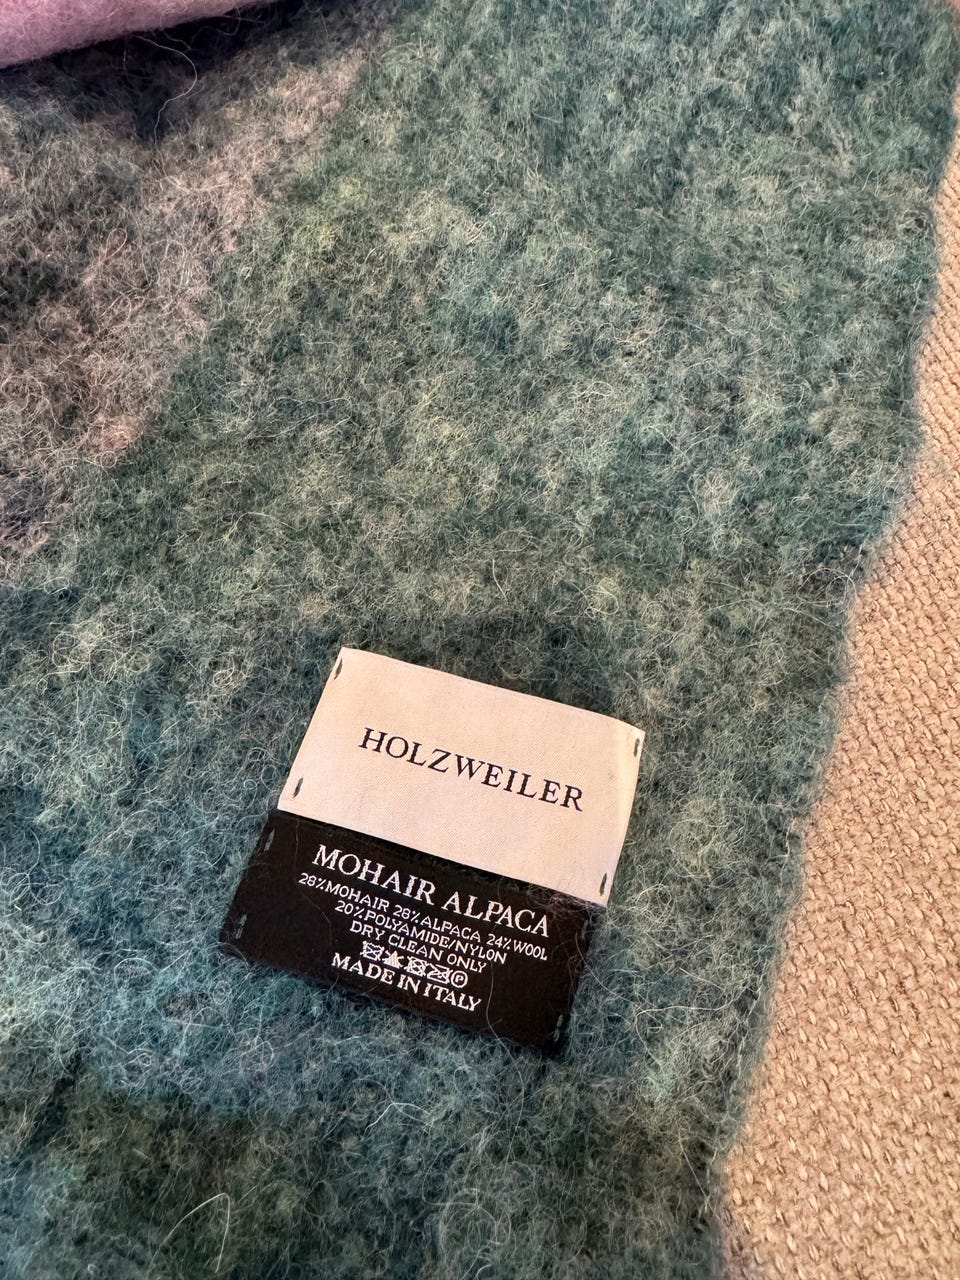 HOLZWEILER
MOHAIR ALPACA
28%MOHAIR 28%ALPACA 24%WOOL
20%POLYAMIDE/NYLON
DRY CLEAN ONLY
P
MADE IN ITALY